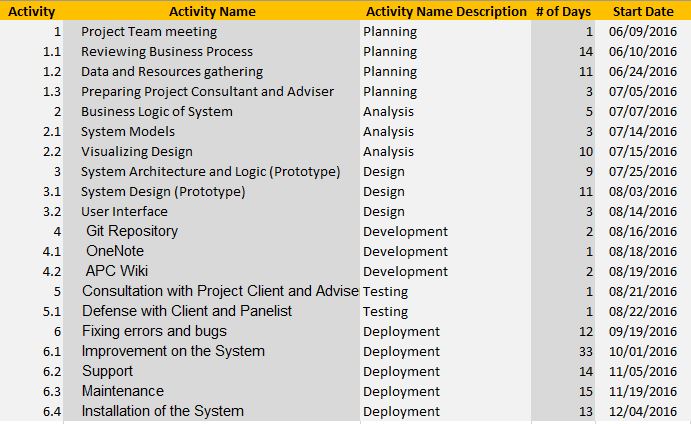 Activity Activity Name Activity Name Description # of Days Start Date
1 Project Team meeting Planning 1 06/09/2016
1.1 Reviewing Business Process Planning 14 06/10/2016
1.2 Data and Resources gathering Planning 11 06/24/2016
1.3 Preparing Project Consultant and Adviser Planning 3 07/05/2016
2 Business Logic of System Analysis 5 07/07/2016
2.1 System Models Analysis 3 07/14/2016
2.2 Visualizing Design Analysis 10 07/15/2016
3 System Architecture and Logic (Prototype) Design 9 07/25/2016
3.1 System Design (Prototype) Design 11 08/03/2016
3.2 User Interface Design 3 08/14/2016
4 Git Repository Development 2 08/16/2016
4.1 OneNote Development 1 08/18/2016
4.2 APC Wiki Development 2 08/19/2016
5 Consultation with Project Client and Advise Testing 1 08/21/2016
5.1 Defense with Client and Panelist Testing 1 08/22/2016
6 Fixing errors and bugs Deployment 12 09/19/2016
6.1 Improvement on the System Deployment 33 10/01/2016
6.2 Support Deployment 14 11/05/2016
6.3 Maintenance Deployment 15 11/19/2016
6.4 Installation of the System Deployment 13 12/04/2016